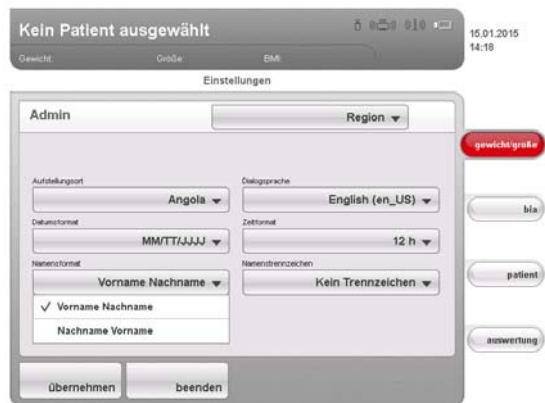 Kein Patient ausgewählt
15.01.2015
14:18
Gewicht: Größe: BMI:
Einstellungen
Admin
Region
gewicht/größe
Aufstellungsort
Dialogsprache
Angola
English (en_US)
bia
Datumsformat
Zeitformat
MM/TT/JJJJ
12 h
Namensformat
Namenstrennzeichen
Vorname Nachname
Kein Trennzeichen
patient
✓ Vorname Nachname
Nachname Vorname
auswertung
übernehmen
beenden